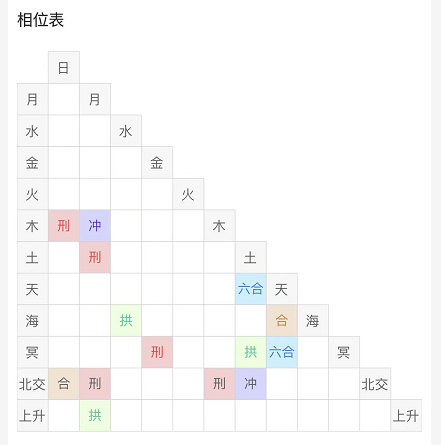 相位表
日
月 月
水 水
金 金
火 火
木 刑 冲 木
土 刑 土
天 六合 天
海 拱 合 海
冥 刑 拱 六合 冥
北交 合 刑 刑 冲 北交
上升 拱 上升